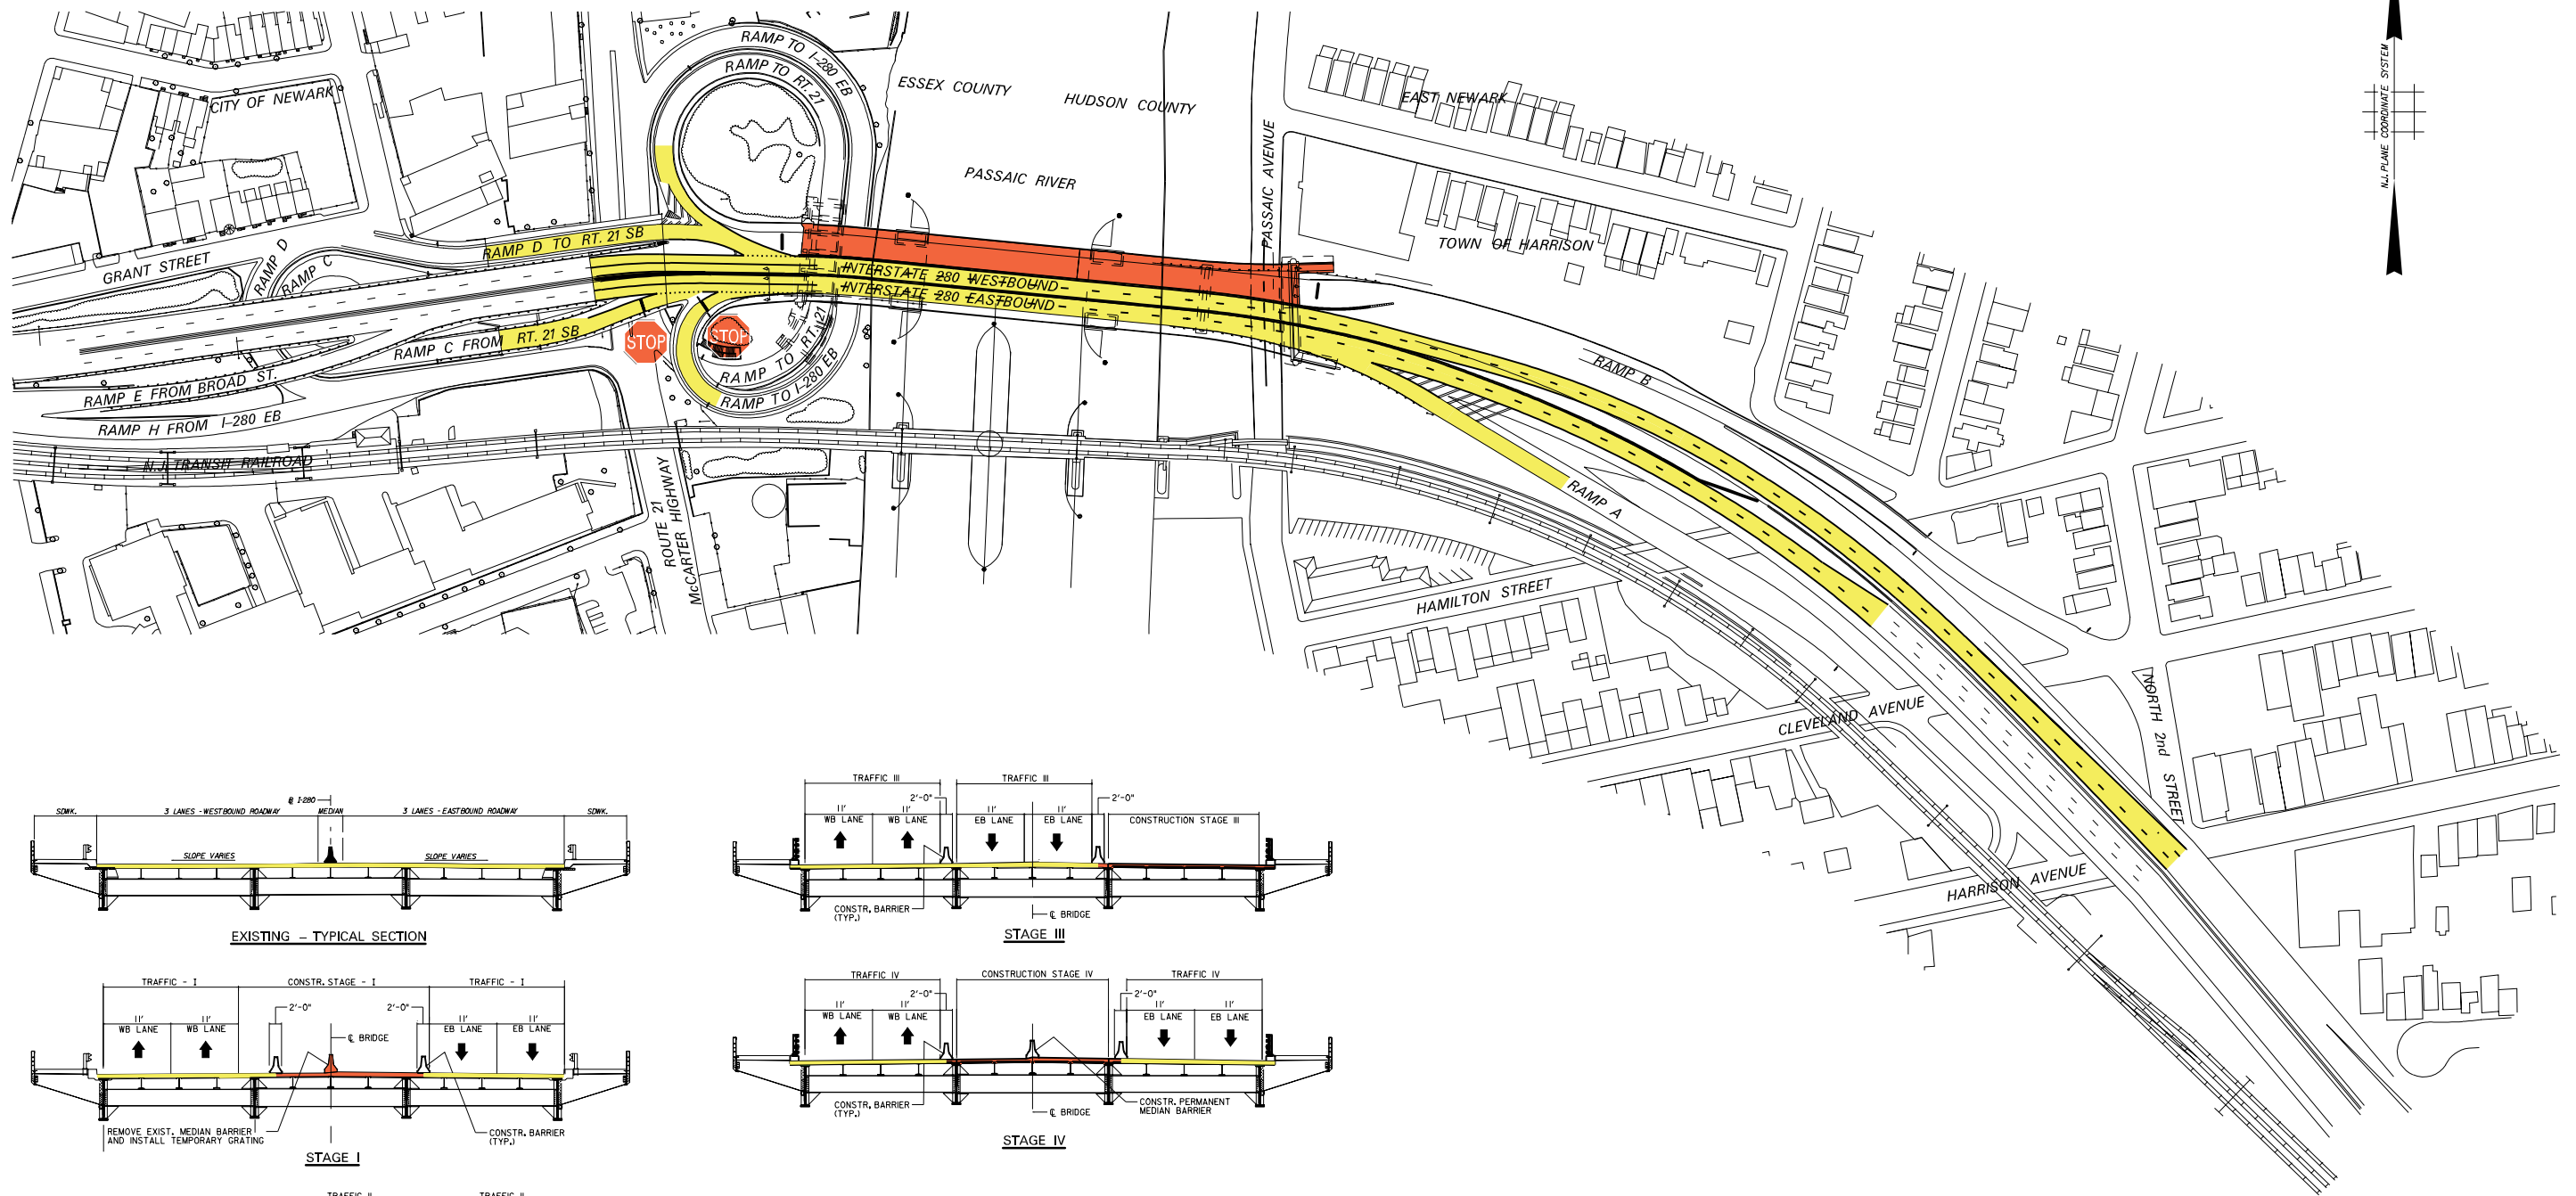 RAMP TO I-280 EB
RAMP TO RT. 21
ESSEX COUNTY
HUDSON COUNTY
EAST NEWARK
CITY OF NEWARK
N.J. PLANE COORDINATE SYSTEM
PASSAIC RIVER
PASSAIC AVENUE
TOWN OF HARRISON
GRANT STREET
RAMP D
RAMP C
RAMP D TO RT. 21 SB
INTERSTATE 280 WESTBOUND
INTERSTATE 280 EASTBOUND
STOP
STOP
RAMP C FROM RT. 21 SB
RAMP TO RT. 21
RAMP TO I-280 EB
RAMP B
RAMP E FROM BROAD ST.
RAMP H FROM I-280 EB
N.J. TRANSIT RAILROAD
ROUTE 21
McCARTER HIGHWAY
RAMP A
HAMILTON STREET
CLEVELAND AVENUE
NORTH 2nd STREET
HARRISON AVENUE
℄ I-280
SDWK.
3 LANES - WESTBOUND ROADWAY
MEDIAN
3 LANES - EASTBOUND ROADWAY
SDWK.
SLOPE VARIES
SLOPE VARIES
EXISTING – TYPICAL SECTION
TRAFFIC III
TRAFFIC III
2'-0"
2'-0"
11'
WB LANE
11'
WB LANE
11'
EB LANE
11'
EB LANE
CONSTRUCTION STAGE III
CONSTR. BARRIER
(TYP.)
℄ BRIDGE
STAGE III
TRAFFIC - I
CONSTR. STAGE - I
TRAFFIC - I
2'-0"
2'-0"
11'
WB LANE
11'
WB LANE
℄ BRIDGE
11'
EB LANE
11'
EB LANE
REMOVE EXIST. MEDIAN BARRIER
AND INSTALL TEMPORARY GRATING
CONSTR. BARRIER
(TYP.)
STAGE I
TRAFFIC IV
CONSTRUCTION STAGE IV
TRAFFIC IV
2'-0"
2'-0"
11'
WB LANE
11'
WB LANE
11'
EB LANE
11'
EB LANE
CONSTR. BARRIER
(TYP.)
℄ BRIDGE
CONSTR. PERMANENT
MEDIAN BARRIER
STAGE IV
TRAFFIC II
TRAFFIC II